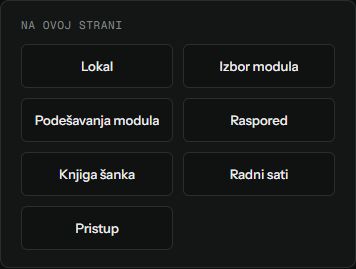 NA OVOJ STRANI
Lokal
Izbor modula
Podešavanja modula
Raspored
Knjiga šanka
Radni sati
Pristup